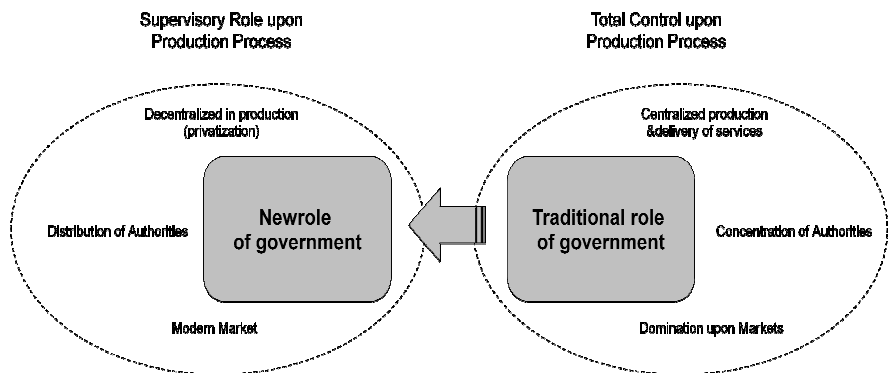 Supervisory Role upon
Production Process
Total Control upon
Production Process
Decentralized in production
(privatization)
Centralized production
&delivery of services
Newrole
of government
Traditional role
of government
Distribution of Authorities
Concentration of Authorities
Modern Market
Domination upon Markets